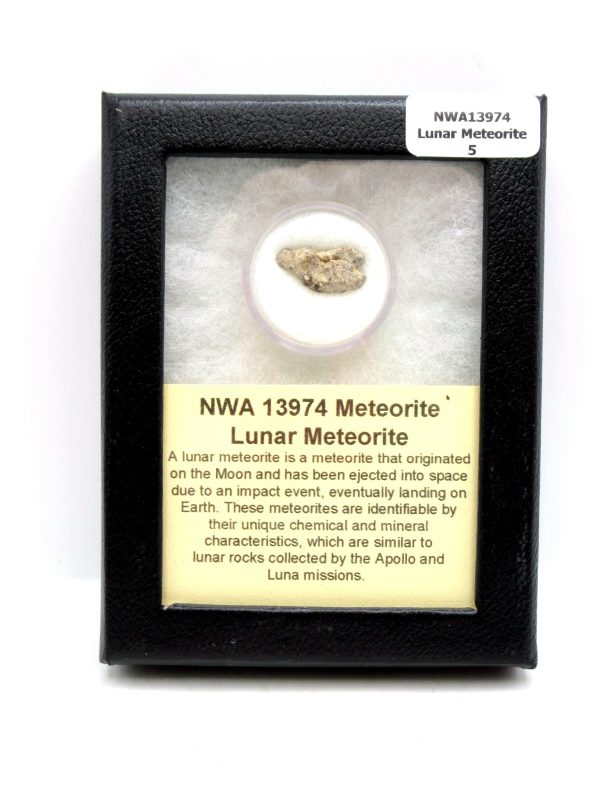 NWA13974
Lunar Meteorite
5
NWA 13974 Meteorite
Lunar Meteorite
A lunar meteorite is a meteorite that originated
on the Moon and has been ejected into space
due to an impact event, eventually landing on
Earth. These meteorites are identifiable by
their unique chemical and mineral
characteristics, which are similar to
lunar rocks collected by the Apollo and
Luna missions.